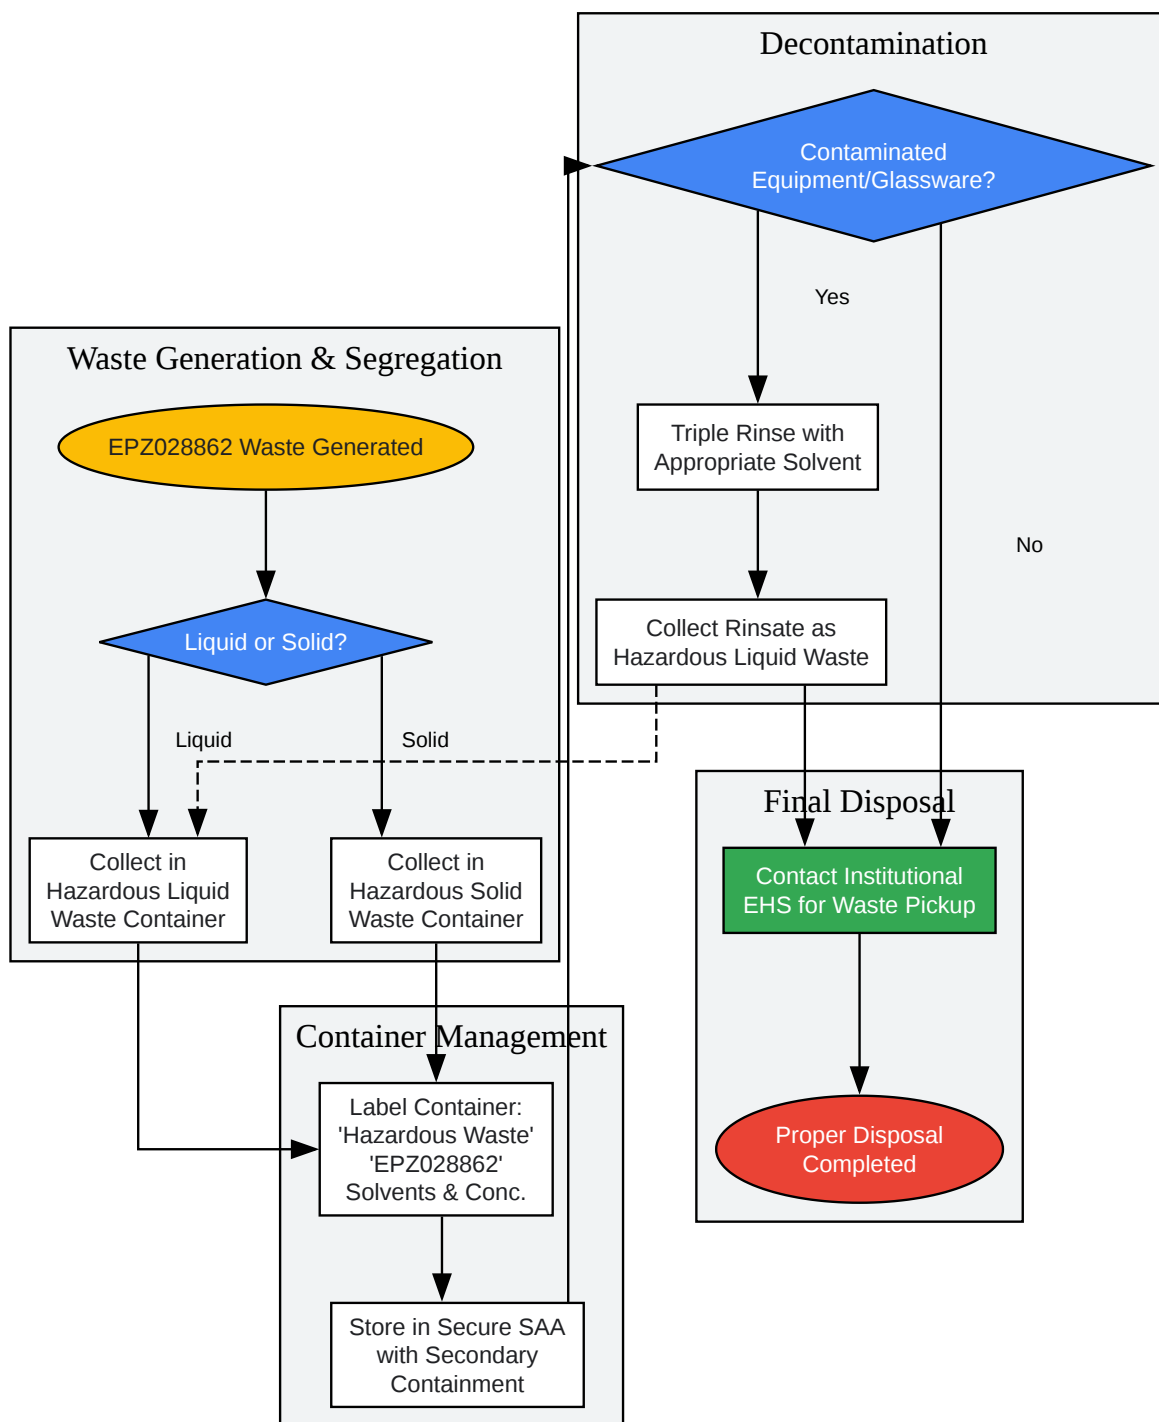 Decontamination
Contaminated
Equipment/Glassware?
Yes
Triple Rinse with
Appropriate Solvent
No
Collect Rinsate as
Hazardous Liquid Waste
Waste Generation & Segregation
EPZ028862 Waste Generated
Liquid or Solid?
Liquid
Solid
Collect in
Hazardous Liquid
Waste Container
Collect in
Hazardous Solid
Waste Container
Container Management
Label Container:
'Hazardous Waste'
'EPZ028862'
Solvents & Conc.
Store in Secure SAA
with Secondary
Containment
Final Disposal
Contact Institutional
EHS for Waste Pickup
Proper Disposal
Completed